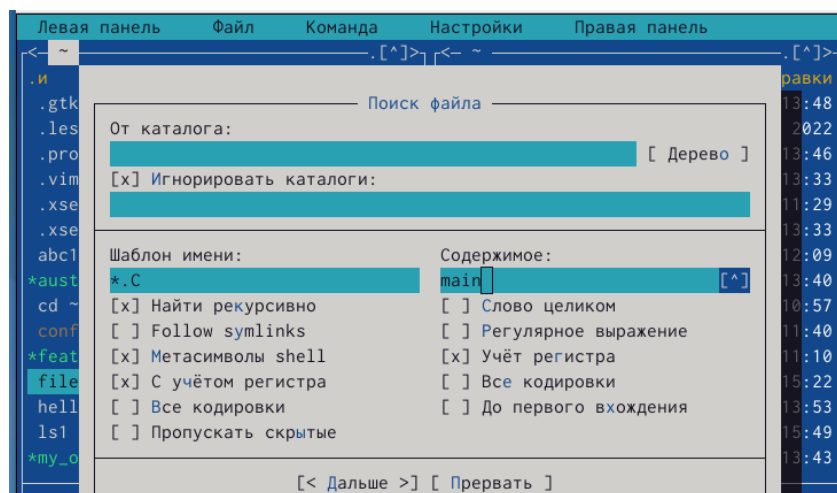 Левая панель Файл Команда Настройки Правая панель
<- ~ .[^]> <- ~ .[^]>
.и равки
.gtk 13:48
Поиск файла
.les От каталога: 2022
.pro [ Дерево ] 13:46
.vim [x] Игнорировать каталоги: 13:33
.xse 11:29
.xse 13:33
abc1 Шаблон имени: Содержимое: 12:09
*aust *.C main [^] 13:40
cd ~ [x] Найти рекурсивно [ ] Слово целиком 10:57
conf [ ] Follow symlinks [ ] Регулярное выражение 11:40
*feat [x] Метасимволы shell [x] Учёт регистра 11:10
file [x] С учётом регистра [ ] Все кодировки 15:22
hell [ ] Все кодировки [ ] До первого вхождения 13:53
ls1 [ ] Пропускать скрытые 15:49
*my_o 13:43
[< Дальше >] [ Прервать ]